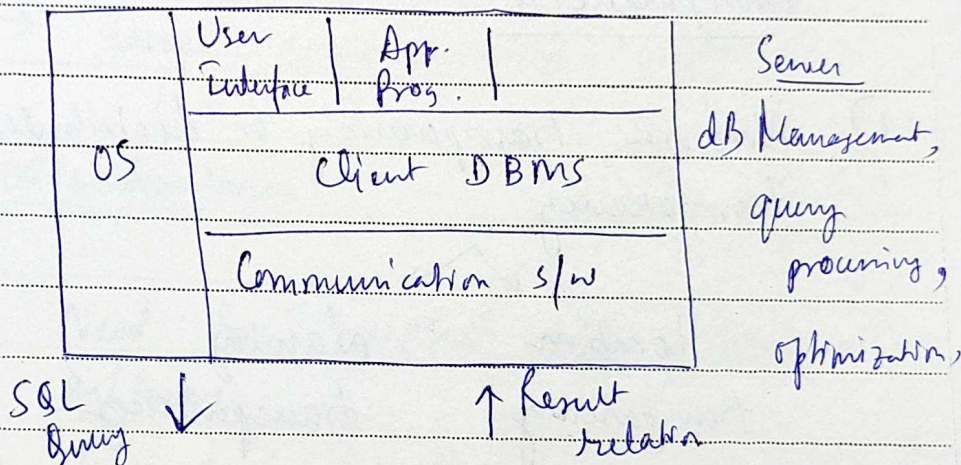 User Interface
App. Prog.
OS
Client DBMS
Communication s/w
Server
dB Management,
query
processing,
optimization,
SQL Query
↓
↑ Result relation